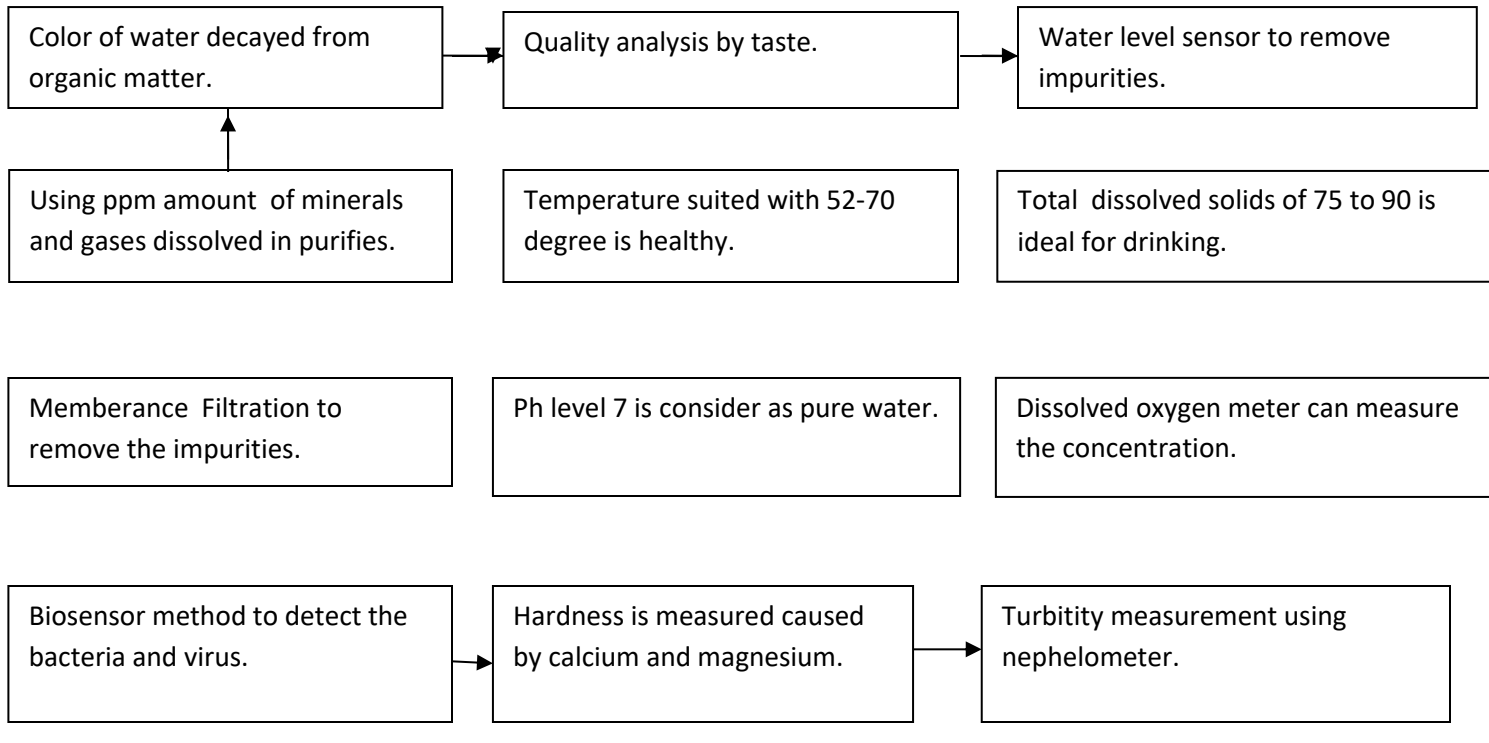 Color of water decayed from
organic matter.
Quality analysis by taste.
Water level sensor to remove
impurities.
Using ppm amount  of minerals
and gases dissolved in purifies.
Temperature suited with 52-70
degree is healthy.
Total  dissolved solids of 75 to 90 is
ideal for drinking.
Memberance  Filtration to
remove the impurities.
Ph level 7 is consider as pure water.
Dissolved oxygen meter can measure
the concentration.
Biosensor method to detect the
bacteria and virus.
Hardness is measured caused
by calcium and magnesium.
Turbitity measurement using
nephelometer.